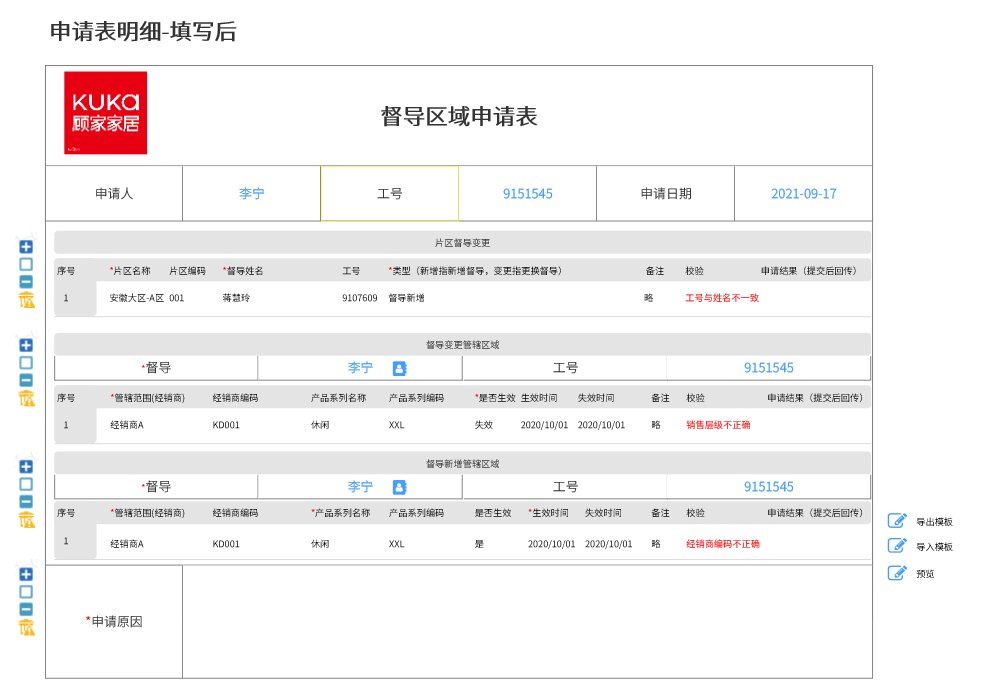 申请表明细-填写后
KUKa
顾家家居
督导区域申请表
申请人 李宁 工号 9151545 申请日期 2021-09-17
片区督导变更
序号 *片区名称 片区编码 *督导姓名 工号 *类型（新增指新增督导，变更指更换督导） 备注 校验 申请结果（提交后回传）
1 安徽大区-A区 001 蒋慧玲 9107609 督导新增 略 工号与姓名不一致
督导变更管辖区域
*督导 李宁 工号 9151545
序号 *管辖范围(经销商) 经销商编码 产品系列名称 产品系列编码 *是否生效 生效时间 失效时间 备注 校验 申请结果（提交后回传）
1 经销商A KD001 休闲 XXL 失效 2020/10/01 2020/10/01 略 销售层级不正确
督导新增管辖区域
*督导 李宁 工号 9151545
序号 *管辖范围(经销商) 经销商编码 *产品系列名称 产品系列编码 是否生效 *生效时间 失效时间 备注 校验 申请结果（提交后回传）
1 经销商A KD001 休闲 XXL 是 2020/10/01 2020/10/01 略 经销商编码不正确
导出模板
导入模板
预览
*申请原因